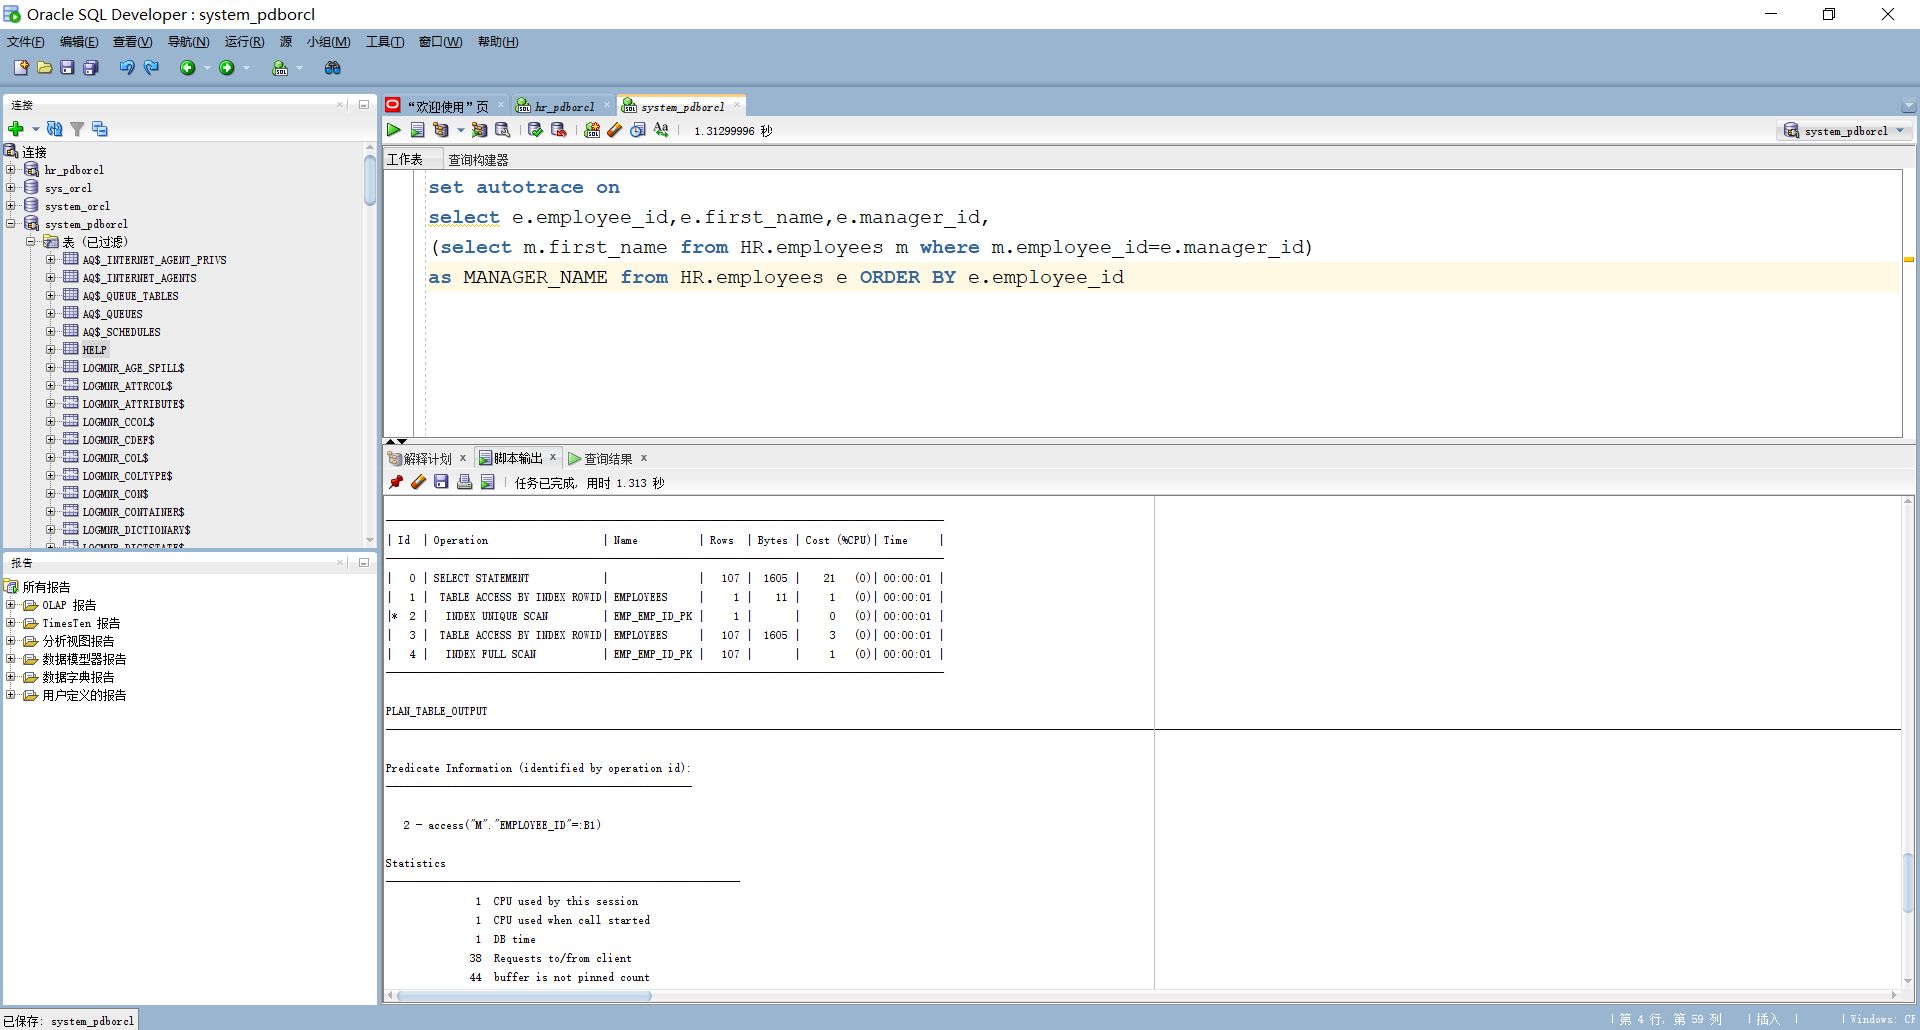 Oracle SQL Developer : system_pdborcl
文件(F) 编辑(E) 查看(V) 导航(N) 运行(R) 源 小组(M) 工具(T) 窗口(W) 帮助(H)
连接
连接
hr_pdborcl
sys_orcl
system_orcl
system_pdborcl
表 (已过滤)
AQ$_INTERNET_AGENT_PRIVS
AQ$_INTERNET_AGENTS
AQ$_QUEUE_TABLES
AQ$_QUEUES
AQ$_SCHEDULES
HELP
LOGMNR_AGE_SPILL$
LOGMNR_ATTRCOL$
LOGMNR_ATTRIBUTE$
LOGMNR_CCOL$
LOGMNR_CDEF$
LOGMNR_COL$
LOGMNR_COLTYPE$
LOGMNR_CON$
LOGMNR_CONTAINER$
LOGMNR_DICTIONARY$
LOGMNR_DICTSTATE$
报告
所有报告
OLAP 报告
TimesTen 报告
分析视图报告
数据模型器报告
数据字典报告
用户定义的报告
“欢迎使用”页 hr_pdborcl system_pdborcl
1.31299996 秒 system_pdborcl
工作表 查询构建器
set autotrace on
select e.employee_id,e.first_name,e.manager_id,
(select m.first_name from HR.employees m where m.employee_id=e.manager_id)
as MANAGER_NAME from HR.employees e ORDER BY e.employee_id
解释计划 x 脚本输出 x 查询结果 x
任务已完成, 用时 1.313 秒
| Id | Operation | Name | Rows | Bytes | Cost (%CPU)| Time |
| 0 | SELECT STATEMENT | | 107 | 1605 | 21 (0)| 00:00:01 |
| 1 | TABLE ACCESS BY INDEX ROWID| EMPLOYEES | 1 | 11 | 1 (0)| 00:00:01 |
|* 2 | INDEX UNIQUE SCAN | EMP_EMP_ID_PK | 1 | | 0 (0)| 00:00:01 |
| 3 | TABLE ACCESS BY INDEX ROWID| EMPLOYEES | 107 | 1605 | 3 (0)| 00:00:01 |
| 4 | INDEX FULL SCAN | EMP_EMP_ID_PK | 107 | | 1 (0)| 00:00:01 |
PLAN_TABLE_OUTPUT
Predicate Information (identified by operation id):
2 - access("M"."EMPLOYEE_ID"=:B1)
Statistics
1 CPU used by this session
1 CPU used when call started
1 DB time
38 Requests to/from client
44 buffer is not pinned count
已保存: system_pdborcl
第 4 行, 第 59 列 | 插入 | | Windows: CF